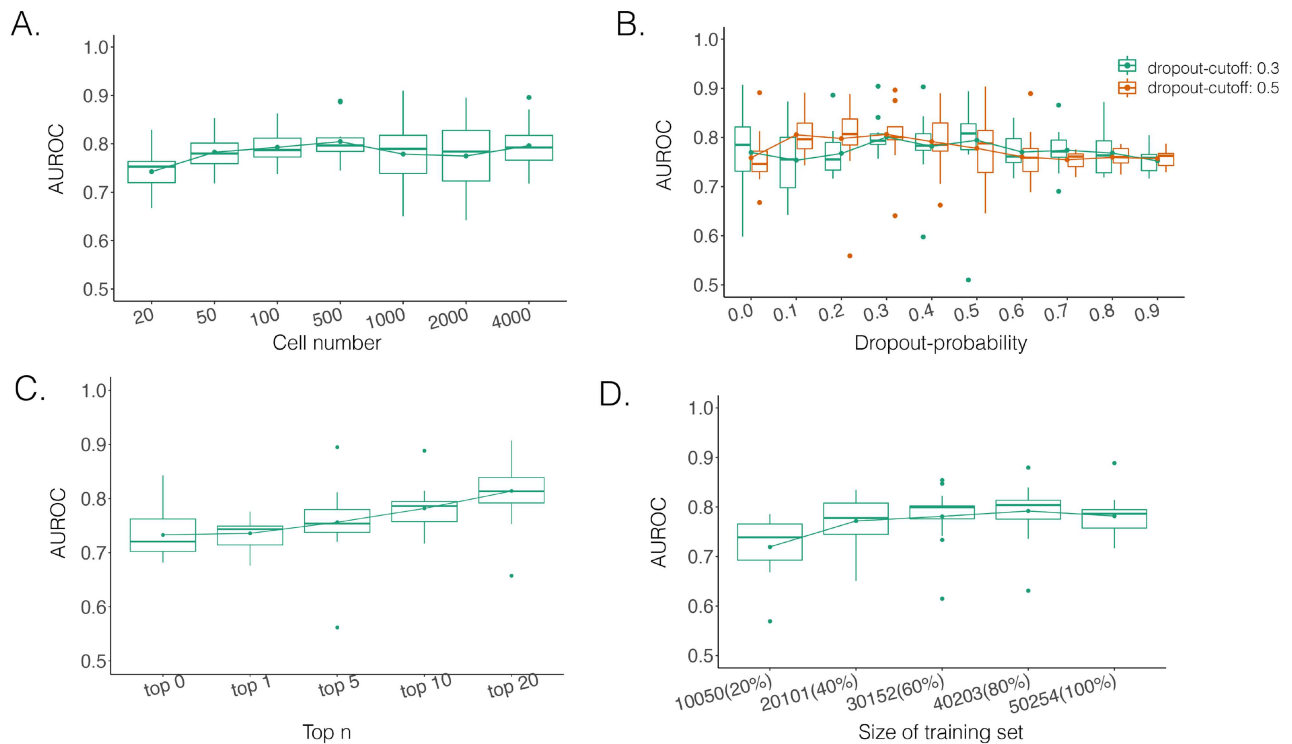 A.
1.0
0.9
0.8
0.7
0.6
0.5
AUROC
20 50 100 500 1000 2000 4000
Cell number
B.
1.0
0.9
0.8
0.7
0.6
0.5
AUROC
dropout-cutoff: 0.3
dropout-cutoff: 0.5
0.0 0.1 0.2 0.3 0.4 0.5 0.6 0.7 0.8 0.9
Dropout-probability
C.
1.0
0.9
0.8
0.7
0.6
0.5
AUROC
top 0 top 1 top 5 top 10 top 20
Top n
D.
1.0
0.9
0.8
0.7
0.6
0.5
AUROC
10050(20%) 20101(40%) 30152(60%) 40203(80%) 50254(100%)
Size of training set